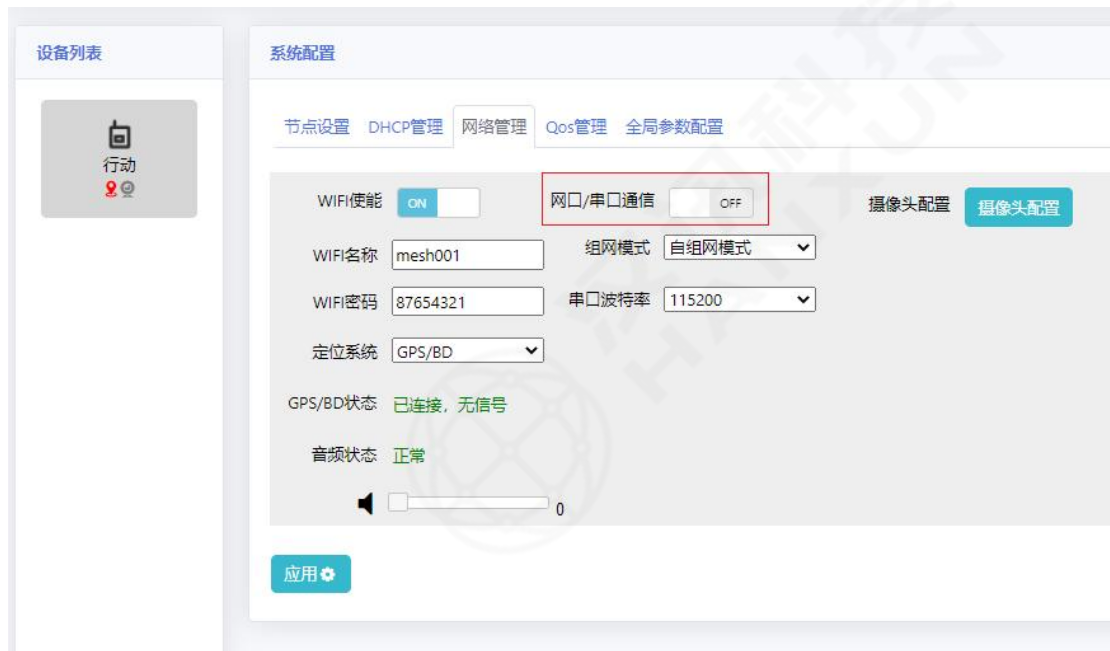 设备列表
系统配置
行动
节点设置 DHCP管理 网络管理 Qos管理 全局参数配置
WIFI使能 ON 网口/串口通信 OFF 摄像头配置 摄像头配置
WIFI名称 mesh001 组网模式 自组网模式
WIFI密码 87654321 串口波特率 115200
定位系统 GPS/BD
GPS/BD状态 已连接，无信号
音频状态 正常
0
应用
汉讯科技
HANXUN